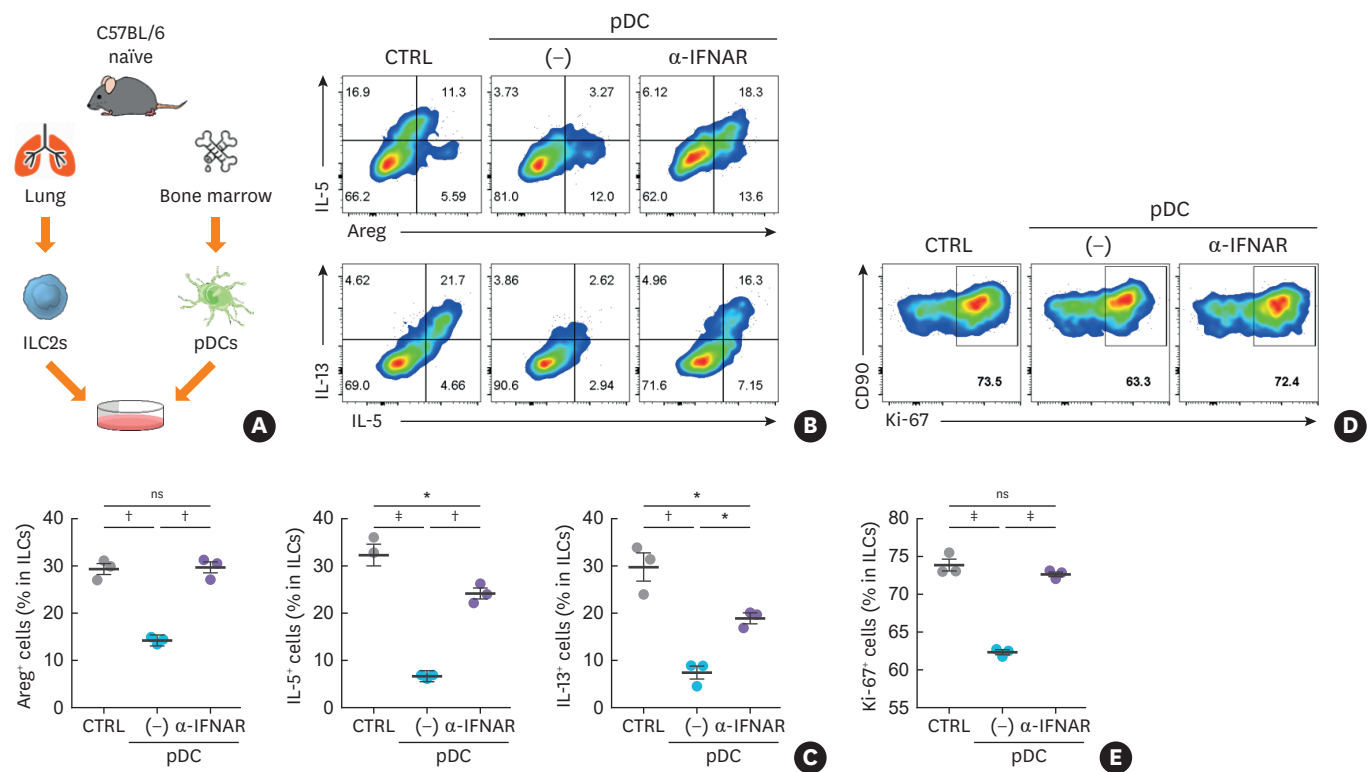 C57BL/6
naïve
Lung
Bone marrow
ILC2s
pDCs
A
pDC
CTRL
(−)
α-IFNAR
16.9
11.3
66.2
5.59
3.73
3.27
81.0
12.0
6.12
18.3
62.0
13.6
IL-5
Areg
4.62
21.7
69.0
4.66
3.86
2.62
90.6
2.94
4.96
16.3
71.6
7.15
IL-13
IL-5
B
pDC
CTRL
(−)
α-IFNAR
73.5
63.3
72.4
CD90
Ki-67
D
Areg⁺ cells (% in ILCs)
40
30
20
10
0
ns
†
†
CTRL
(−)
α-IFNAR
pDC
IL-5⁺ cells (% in ILCs)
40
30
20
10
0
*
‡
†
CTRL
(−)
α-IFNAR
pDC
IL-13⁺ cells (% in ILCs)
40
30
20
10
0
*
†
*
CTRL
(−)
α-IFNAR
pDC
C
Ki-67⁺ cells (% in ILCs)
80
75
70
65
60
55
ns
‡
‡
CTRL
(−)
α-IFNAR
pDC
E